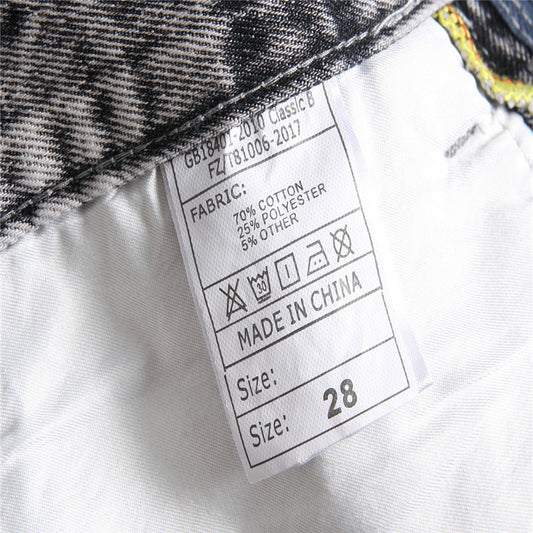 GB18401-2010 Classic B
FZ/T81006-2017
FABRIC:
70% COTTON
25% POLYESTER
5% OTHER
30
MADE IN CHINA
Size:
Size: 28